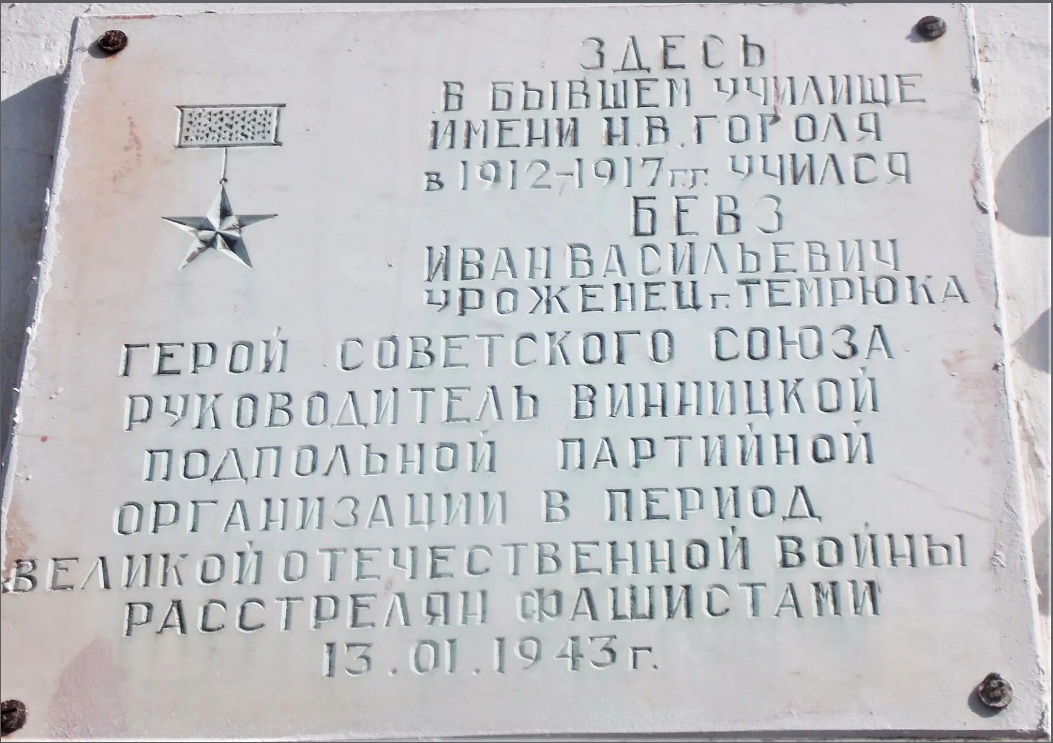 ЗДЕСЬ
В БЫВШЕМ УЧИЛИЩЕ
ИМЕНИ Н.В.ГОГОЛЯ
в 1912-1917гг. УЧИЛСЯ
БЕВЗ
ИВАН ВАСИЛЬЕВИЧ
УРОЖЕНЕЦ г. ТЕМРЮКА
ГЕРОЙ СОВЕТСКОГО СОЮЗА
РУКОВОДИТЕЛЬ ВИННИЦКОЙ
ПОДПОЛЬНОЙ ПАРТИЙНОЙ
ОРГАНИЗАЦИИ В ПЕРИОД
ВЕЛИКОЙ ОТЕЧЕСТВЕННОЙ ВОЙНЫ
РАССТРЕЛЯН ФАШИСТАМИ
13.01.1943г.